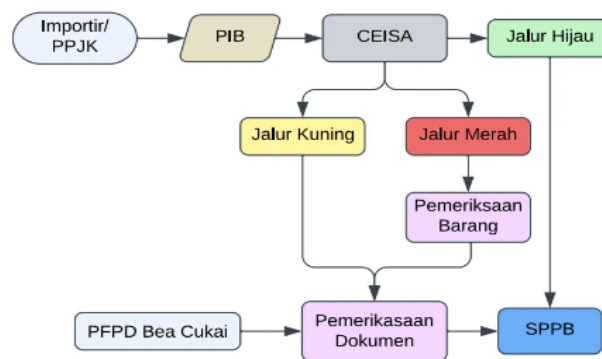 Importir/
PPJK
PIB
CEISA
Jalur Hijau
Jalur Kuning
Jalur Merah
Pemeriksaan
Barang
PFPD Bea Cukai
Pemerikasaan
Dokumen
SPPB